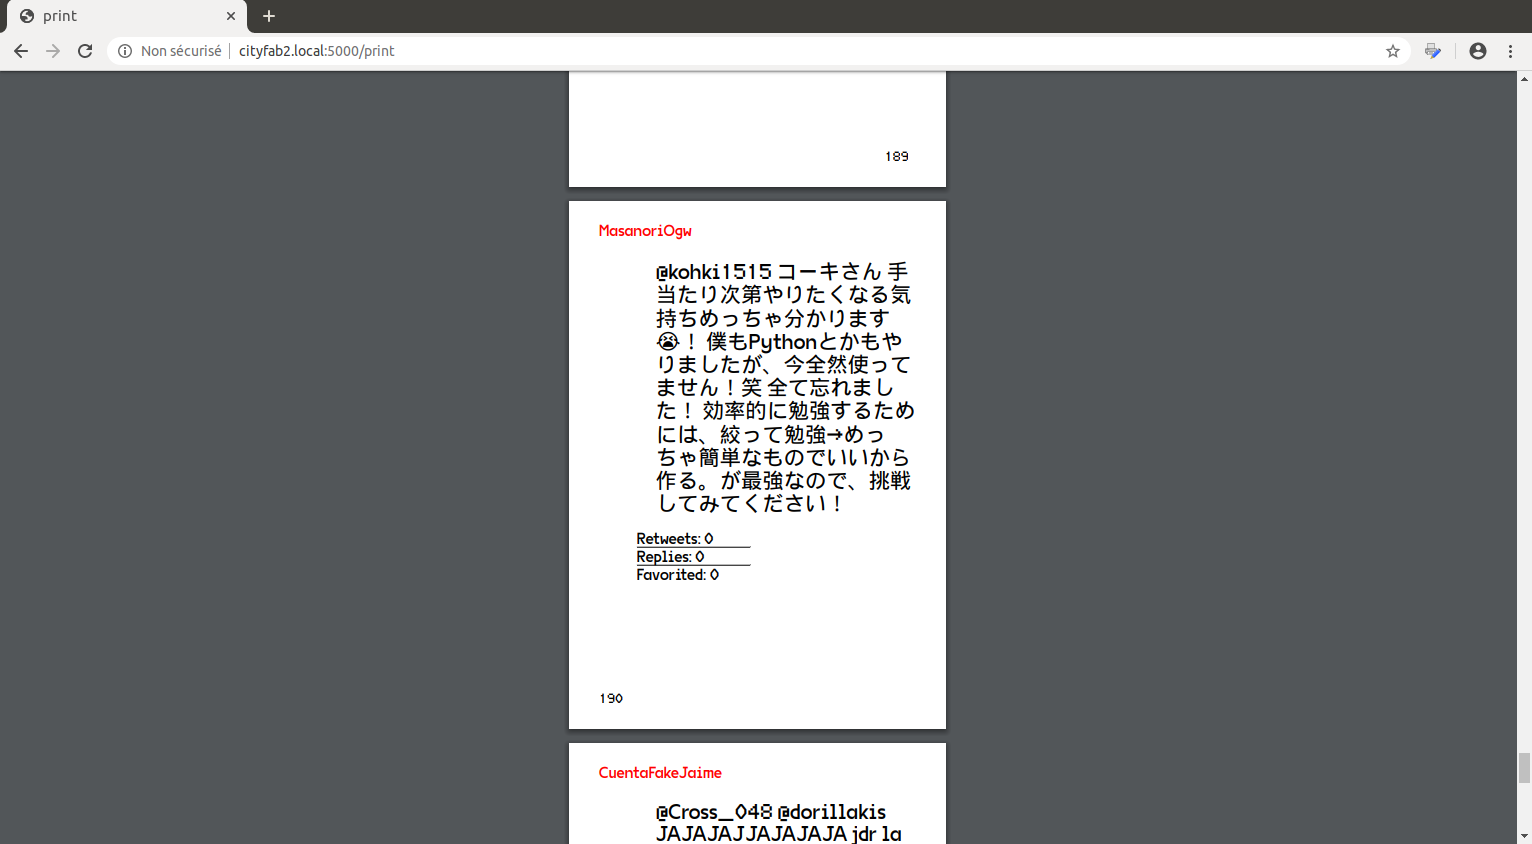 print
Non sécurisé
cityfab2.local:5000/print
189
MasanoriOgw
@kohki1515 コーキさん 手
当たり次第やりたくなる気
持ちめっちゃ分かります
😭！ 僕もPythonとかもや
りましたが、今全然使って
ません！笑 全て忘れまし
た！ 効率的に勉強するため
には、絞って勉強→めっ
ちゃ簡単なものでいいから
作る。が最強なので、挑戦
してみてください！
Retweets: 0
Replies: 0
Favorited: 0
190
CuentaFakeJaime
@Cross_048 @dorillakis
JAJAJAJJAJAJAJA jdr la